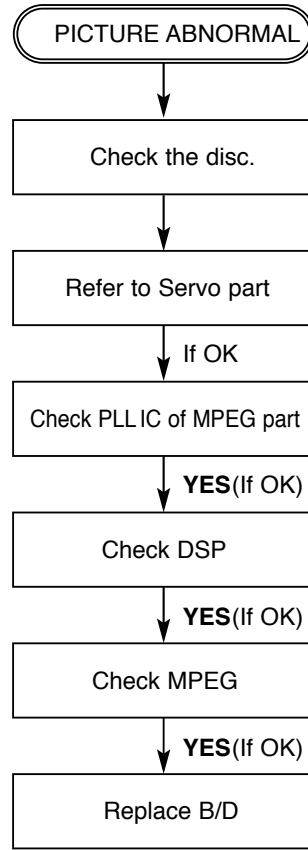 PICTURE ABNORMAL
Check the disc.
Refer to Servo part
If OK
Check PLL IC of MPEG part
YES(If OK)
Check DSP
YES(If OK)
Check MPEG
YES(If OK)
Replace B/D